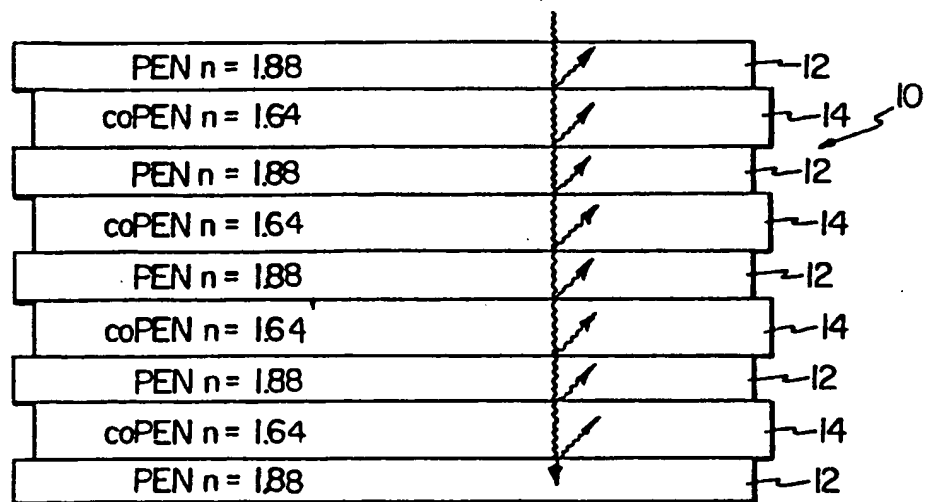 PEN n = 1.88 12
coPEN n = 1.64 14 10
PEN n = 1.88 12
coPEN n = 1.64 14
PEN n = 1.88 12
coPEN n = 1.64 14
PEN n = 1.88 12
coPEN n = 1.64 14
PEN n = 1.88 12